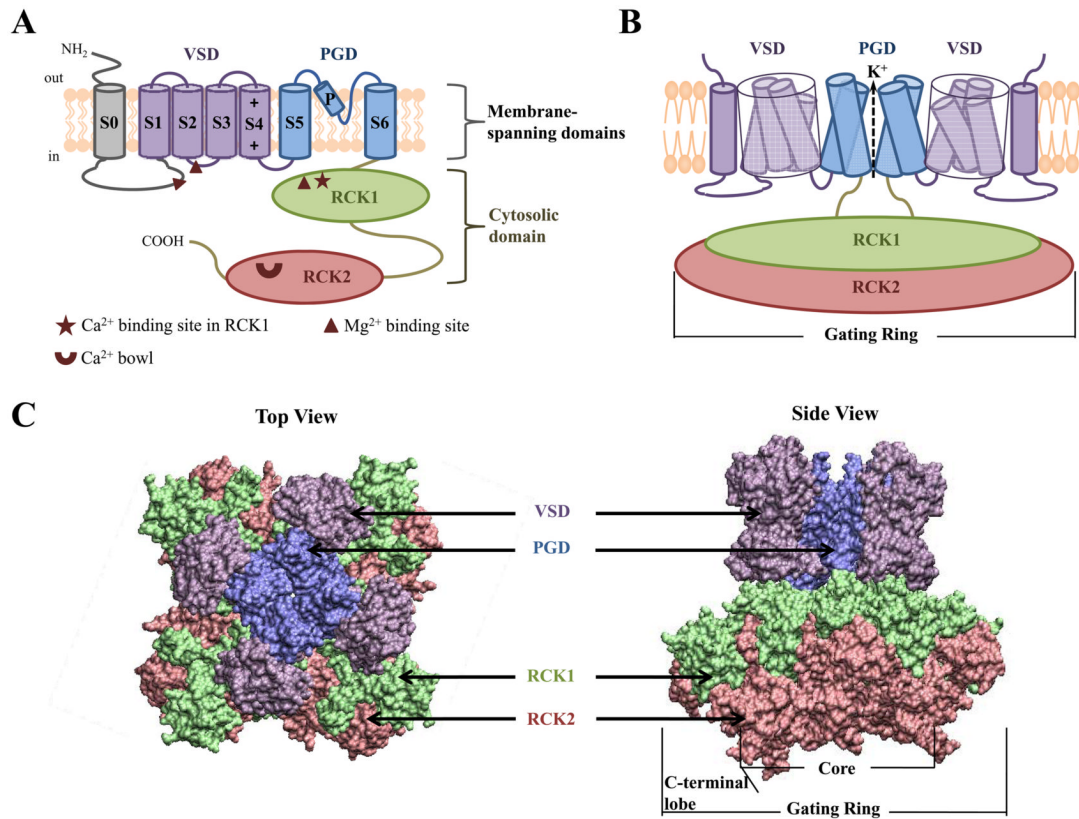 A
NH₂
VSD
PGD
out
in
S0
S1
S2
S3
+
S4
+
S5
P
S6
Membrane-
spanning domains
RCK1
Cytosolic
domain
COOH
RCK2
Ca²⁺ binding site in RCK1
Mg²⁺ binding site
Ca²⁺ bowl
B
VSD
PGD
VSD
K⁺
RCK1
RCK2
Gating Ring
C
Top View
Side View
VSD
PGD
RCK1
RCK2
C-terminal
lobe
Core
Gating Ring